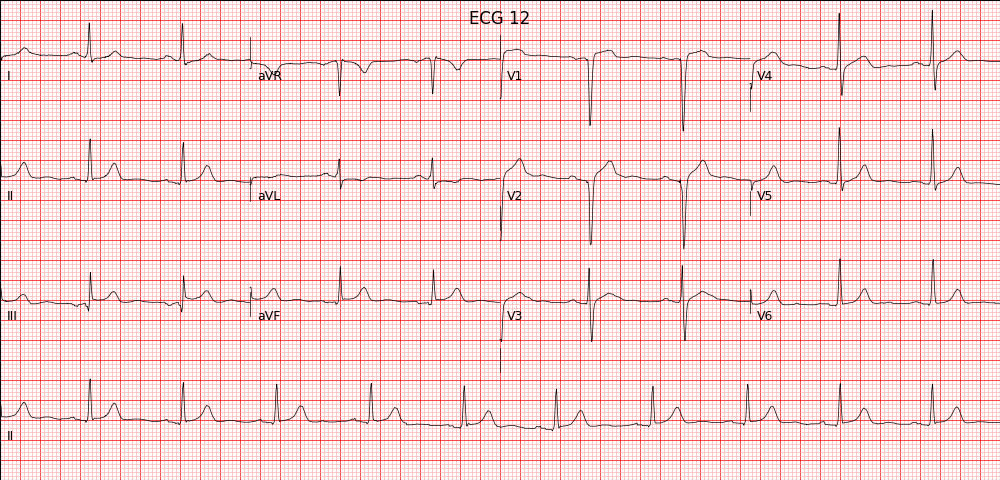 ECG 12
I aVR V1 V4
II aVL V2 V5
III aVF V3 V6
II